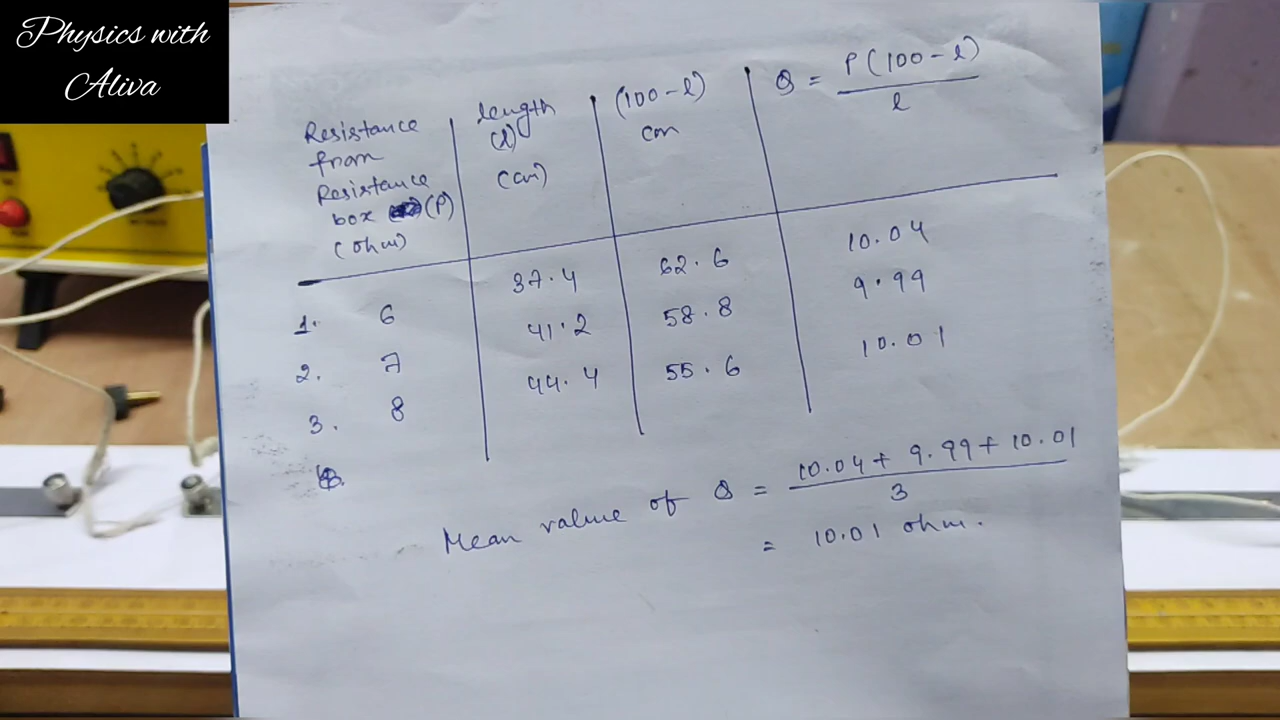 Physics with
Aliva
Resistance
from
Resistance
box (P)
(ohm)
length
(l)
(cm)
(100 - l)
cm
Q = P(100 - l) / l
1. 6 37.4 62.6 10.04
2. 7 41.2 58.8 9.99
3. 8 44.4 55.6 10.01
Mean value of Q = 10.04 + 9.99 + 10.01 / 3
= 10.01 ohm.